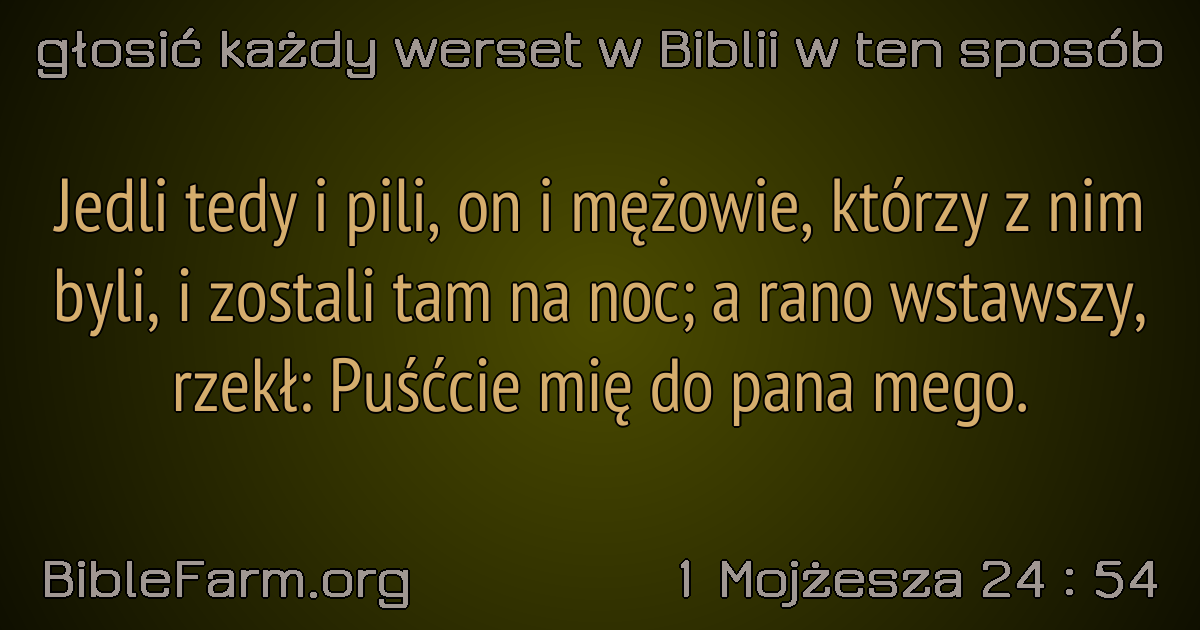 głosić każdy werset w Biblii w ten sposób
Jedli tedy i pili, on i mężowie, którzy z nim
byli, i zostali tam na noc; a rano wstawszy,
rzekł: Puśćcie mię do pana mego.
BibleFarm.org
1 Mojżesza 24 : 54